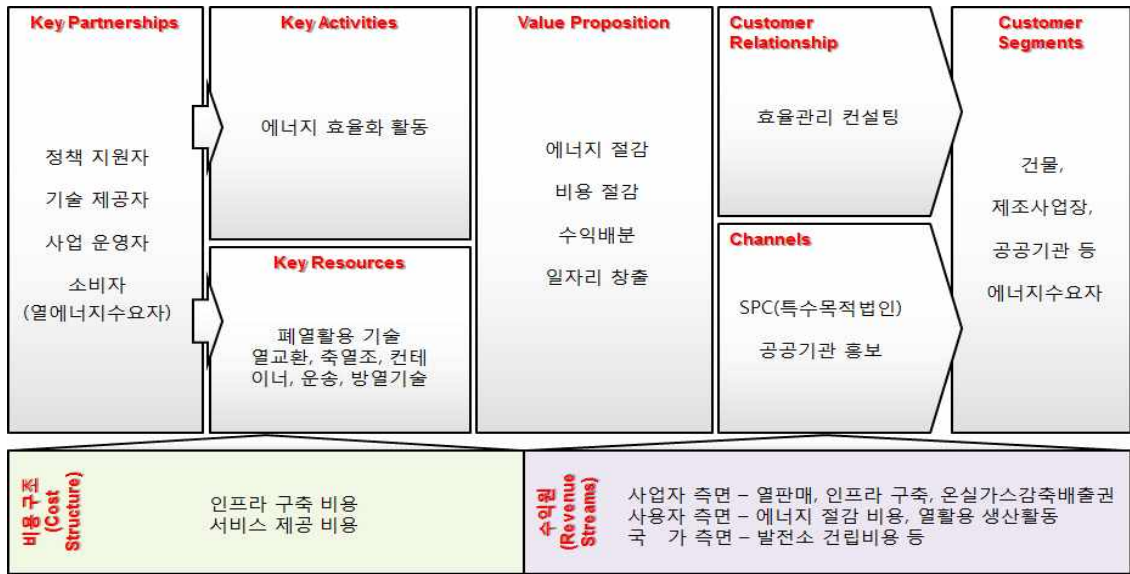 Key Partnerships
정책 지원자
기술 제공자
사업 운영자
소비자
(열에너지수요자)
Key Activities
에너지 효율화 활동
Key Resources
폐열활용 기술
열교환, 축열조, 컨테
이너, 운송, 방열기술
Value Proposition
에너지 절감
비용 절감
수익배분
일자리 창출
Customer
Relationship
효율관리 컨설팅
Channels
SPC(특수목적법인)
공공기관 홍보
Customer
Segments
건물,
제조사업장,
공공기관 등
에너지수요자
비용구조
(Cost
Structure)
인프라 구축 비용
서비스 제공 비용
수익원
(Revenue
Streams)
사업자 측면 – 열판매, 인프라 구축, 온실가스감축배출권
사용자 측면 – 에너지 절감 비용, 열활용 생산활동
국 가 측면 – 발전소 건립비용 등